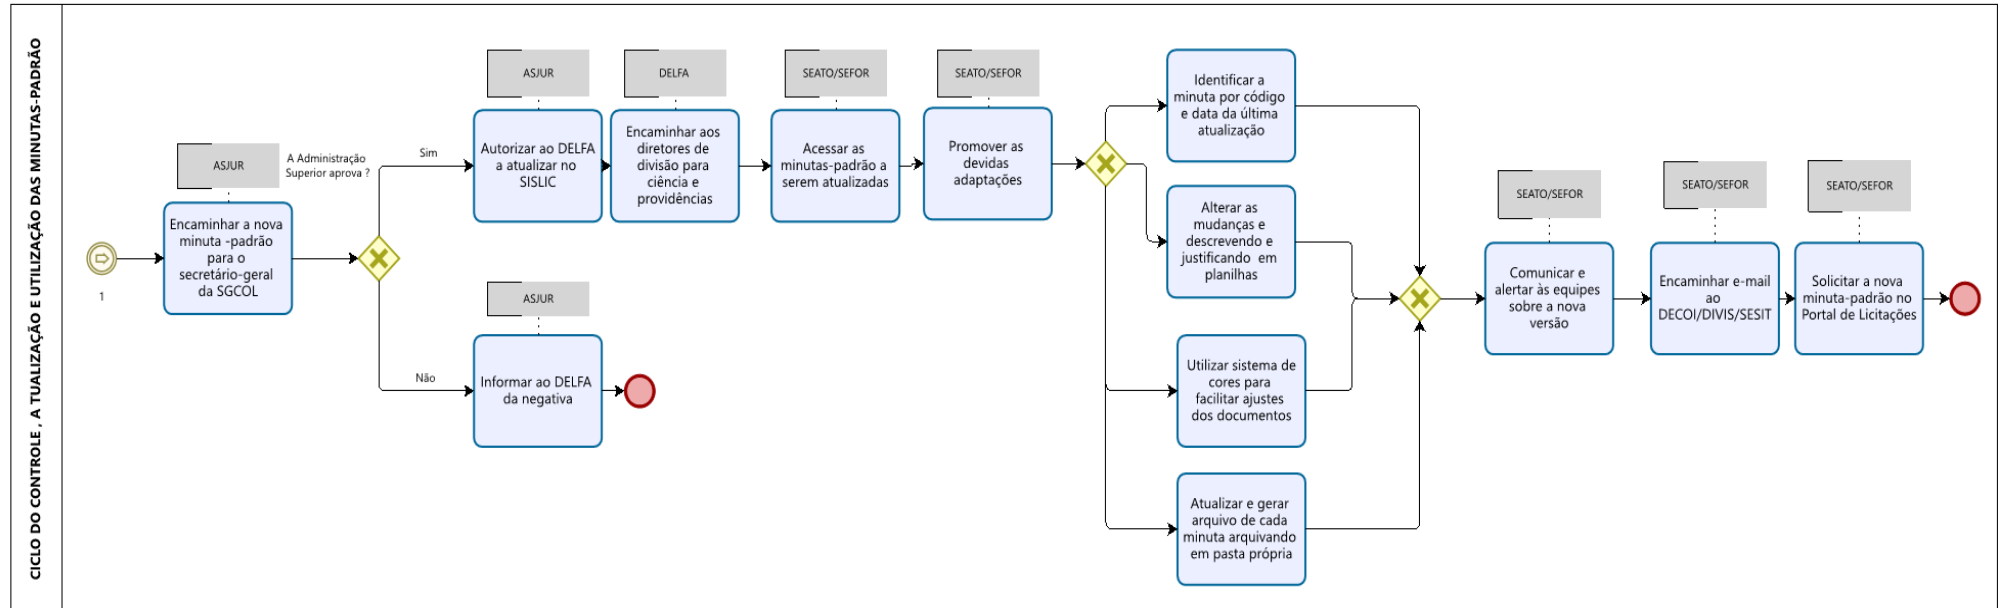 CICLO DO CONTROLE , A TUALIZAÇÃO E UTILIZAÇÃO DAS MINUTAS-PADRÃO
1
ASJUR
Encaminhar a nova
minuta -padrão
para o
secretário-geral
da SGCOL
A Administração
Superior aprova ?
Sim
Não
ASJUR
Autorizar ao DELFA
a atualizar no
SISLIC
DELFA
Encaminhar aos
diretores de
divisão para
ciência e
providências
SEATO/SEFOR
Acessar as
minutas-padrão a
serem atualizadas
SEATO/SEFOR
Promover as
devidas
adaptações
ASJUR
Informar ao DELFA
da negativa
Identificar a
minuta por código
e data da última
atualização
Alterar as
mudanças e
descrevendo e
justificando em
planilhas
Utilizar sistema de
cores para
facilitar ajustes
dos documentos
Atualizar e gerar
arquivo de cada
minuta arquivando
em pasta própria
SEATO/SEFOR
Comunicar e
alertar às equipes
sobre a nova
versão
SEATO/SEFOR
Encaminhar e-mail
ao
DECOI/DIVIS/SESIT
SEATO/SEFOR
Solicitar a nova
minuta-padrão no
Portal de Licitações